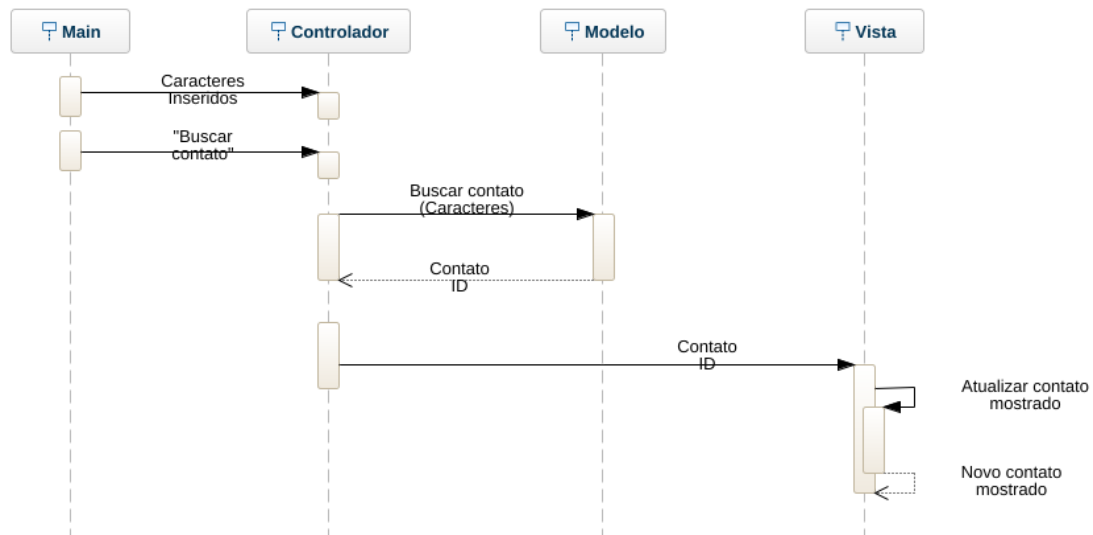 Main
Controlador
Modelo
Vista
Caracteres
Inseridos
"Buscar
contato"
Buscar contato
(Caracteres)
Contato
ID
Contato
ID
Atualizar contato
mostrado
Novo contato
mostrado